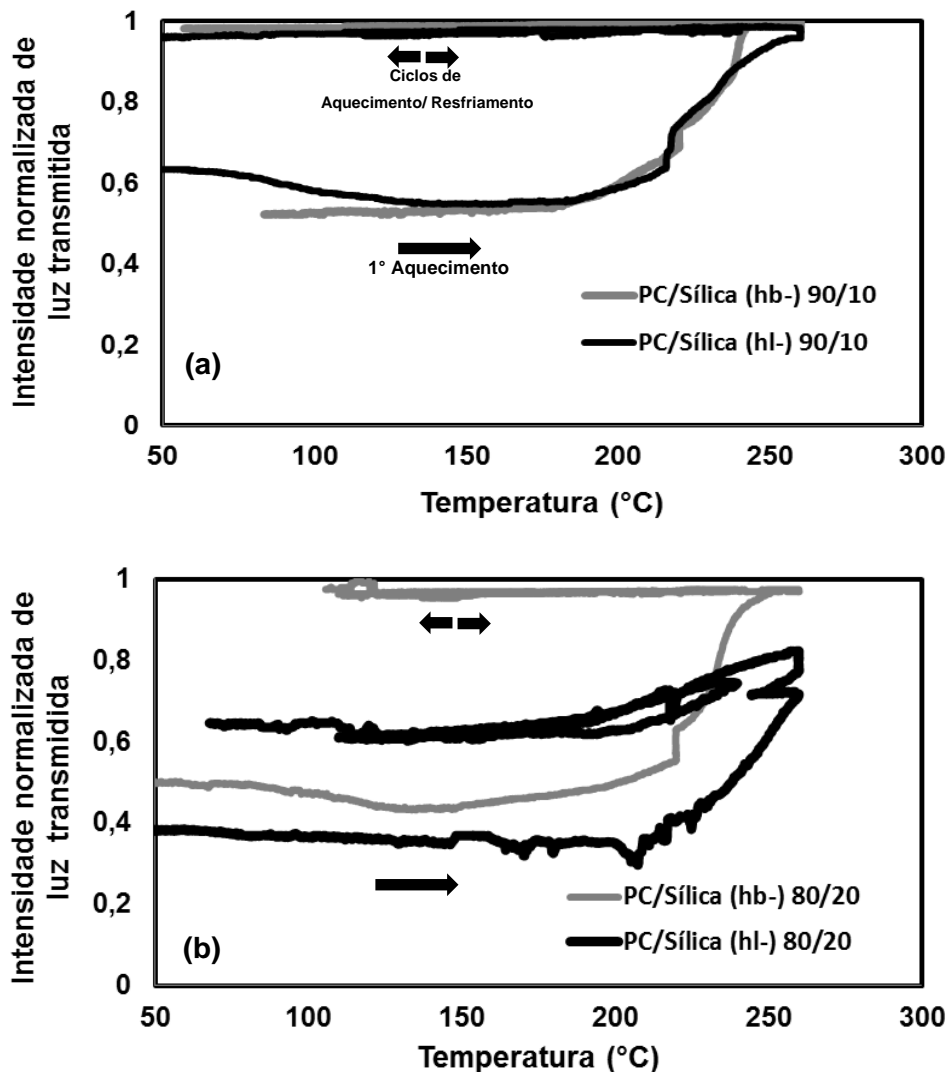 Intensidade normalizada de
luz transmitida
1
0,8
0,6
0,4
0,2
0
Ciclos de
Aquecimento/ Resfriamento
1° Aquecimento
PC/Sílica (hb-) 90/10
PC/Sílica (hl-) 90/10
(a)
50 100 150 200 250 300
Temperatura (°C)
Intensidade normalizada de
luz transmidida
1
0,8
0,6
0,4
0,2
0
PC/Sílica (hb-) 80/20
PC/Sílica (hl-) 80/20
(b)
50 100 150 200 250 300
Temperatura (°C)